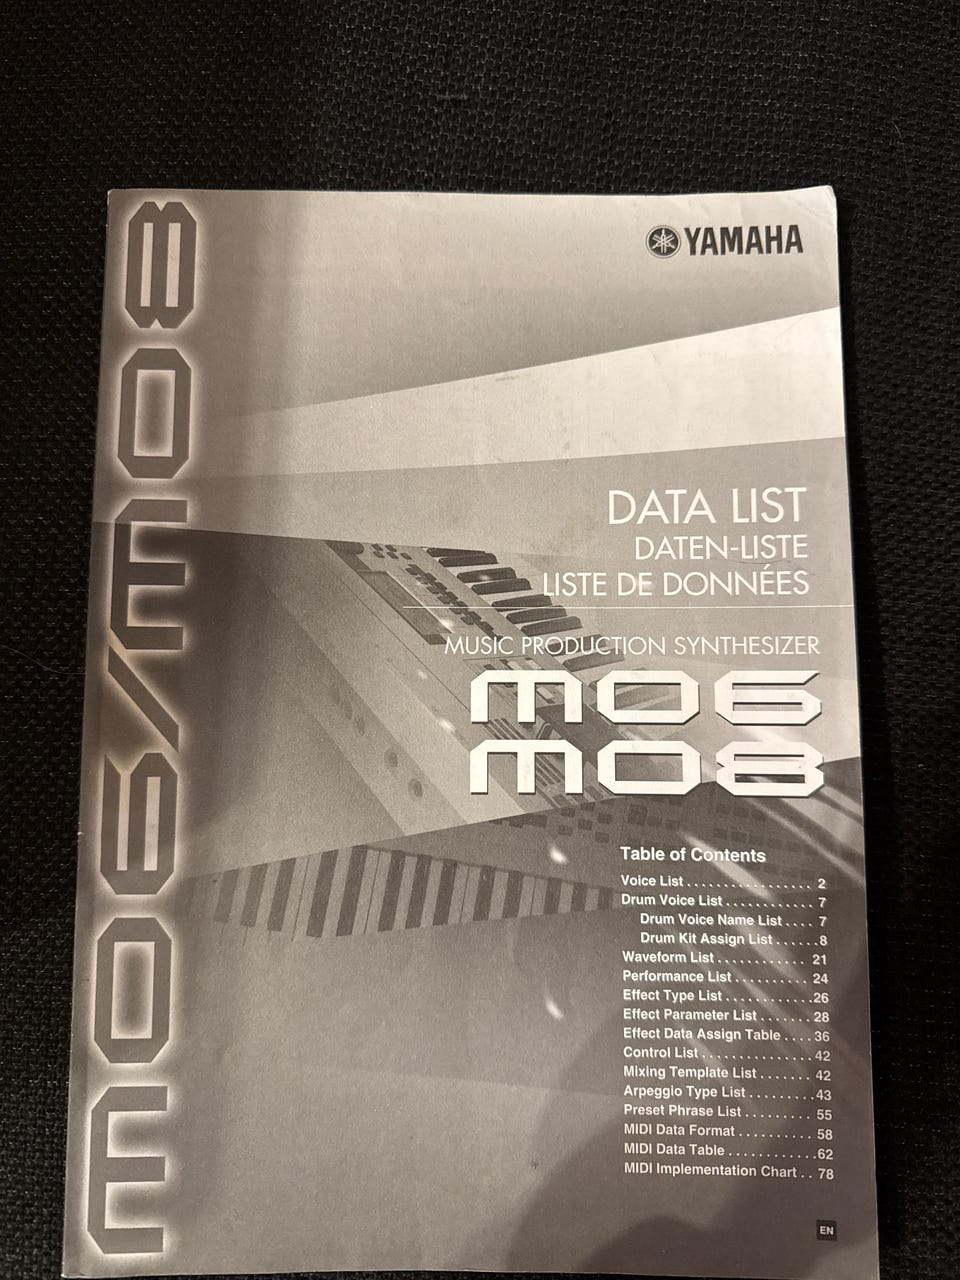 MO6/MO8
YAMAHA
DATA LIST
DATEN-LISTE
LISTE DE DONNÉES
MUSIC PRODUCTION SYNTHESIZER
MO6
MO8
Table of Contents
Voice List . . . . . . . . . . . . . . . . . 2
Drum Voice List . . . . . . . . . . . . 7
Drum Voice Name List . . . . 7
Drum Kit Assign List . . . . . . 8
Waveform List . . . . . . . . . . . . 21
Performance List . . . . . . . . . . 24
Effect Type List . . . . . . . . . . . . 26
Effect Parameter List . . . . . . . 28
Effect Data Assign Table . . . . 36
Control List . . . . . . . . . . . . . . . 42
Mixing Template List . . . . . . . 42
Arpeggio Type List . . . . . . . . . 43
Preset Phrase List . . . . . . . . . 55
MIDI Data Format . . . . . . . . . . 58
MIDI Data Table . . . . . . . . . . . . 62
MIDI Implementation Chart . . 78
EN